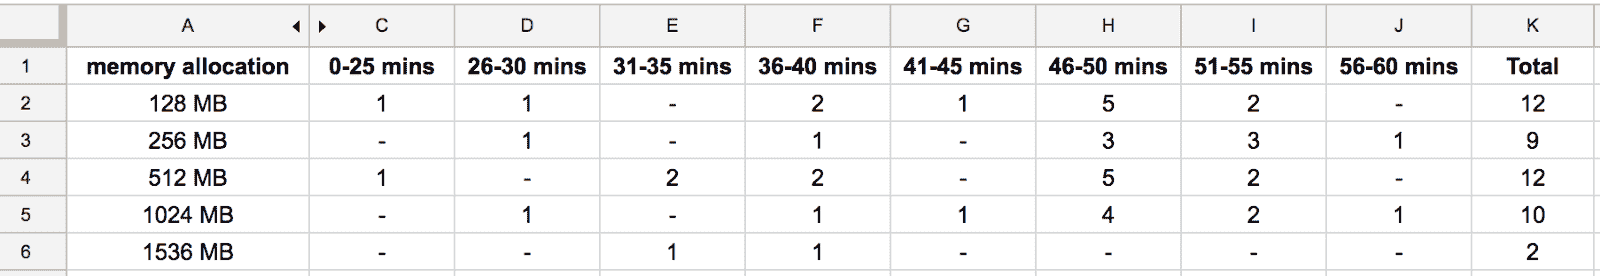 A C D E F G H I J K
1 memory allocation 0-25 mins 26-30 mins 31-35 mins 36-40 mins 41-45 mins 46-50 mins 51-55 mins 56-60 mins Total
2 128 MB 1 1 - 2 1 5 2 - 12
3 256 MB - 1 - 1 - 3 3 1 9
4 512 MB 1 - 2 2 - 5 2 - 12
5 1024 MB - 1 - 1 1 4 2 1 10
6 1536 MB - - 1 1 - - - - 2